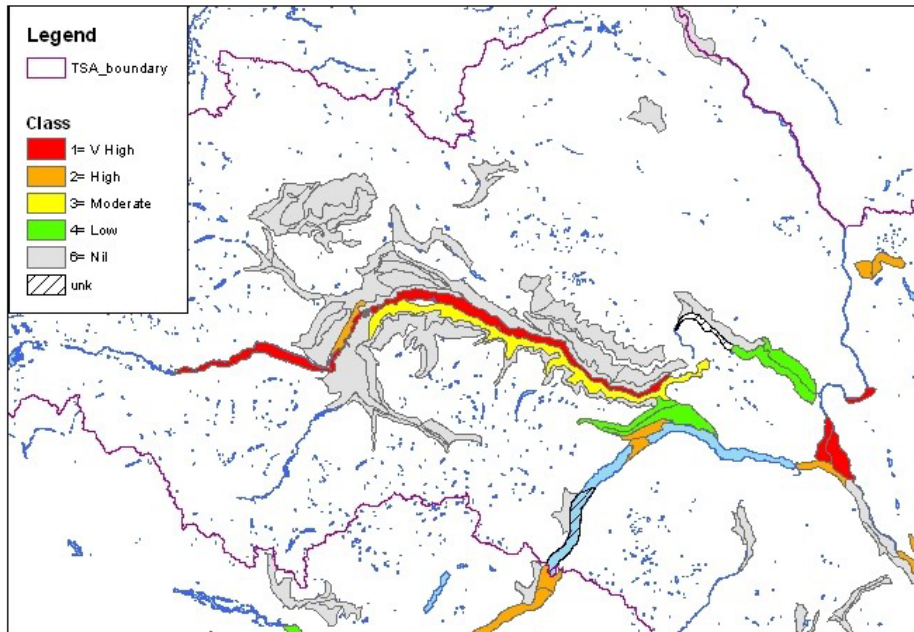 Legend
TSA_boundary
Class
1= V High
2= High
3= Moderate
4= Low
6= Nil
unk